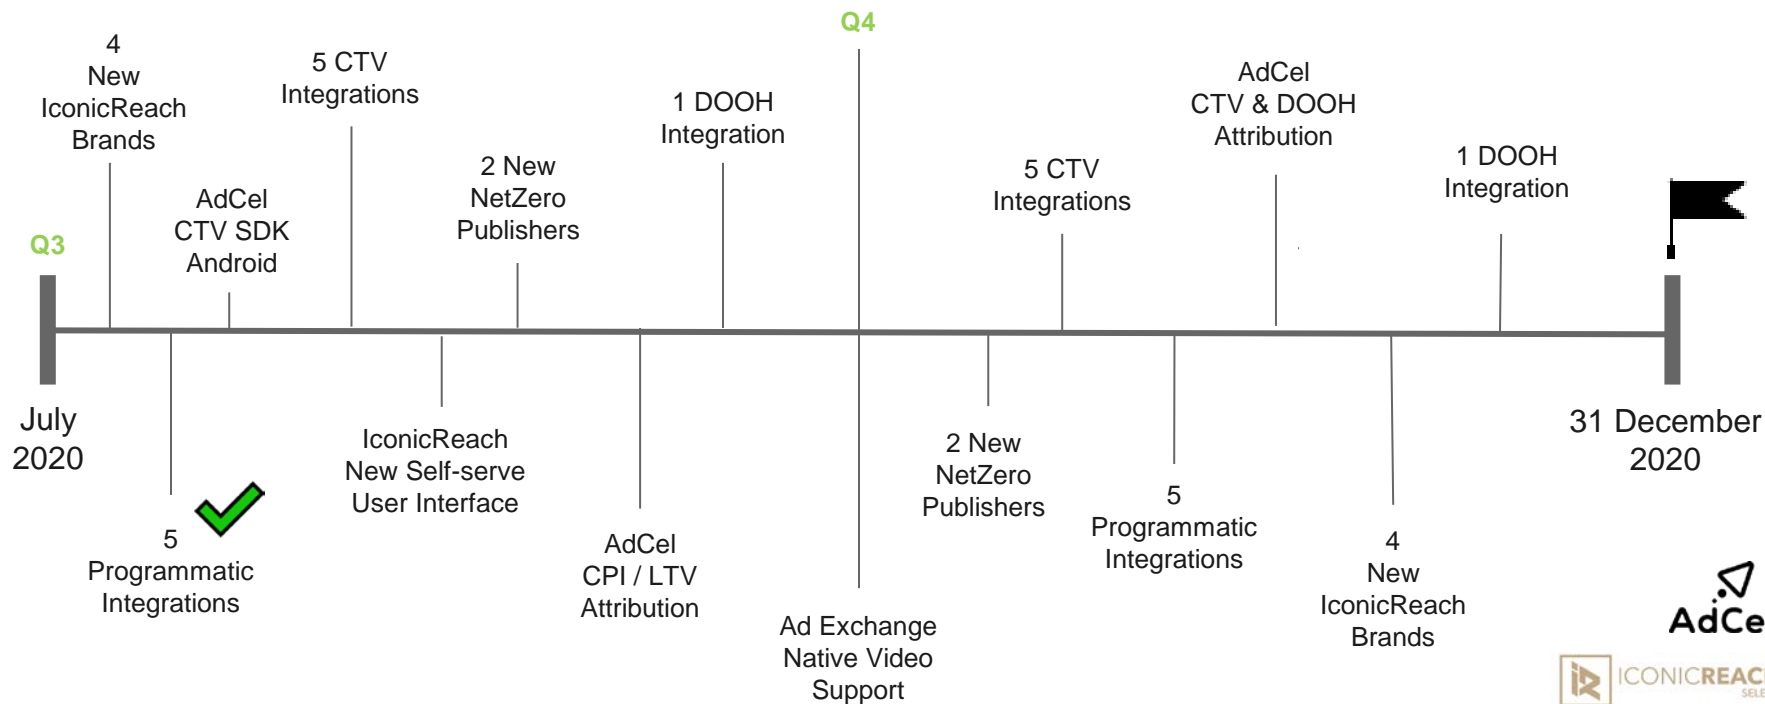 Q4
4
New
IconicReach
Brands
5 CTV
Integrations
1 DOOH
Integration
AdCel
CTV & DOOH
Attribution
AdCel
CTV SDK
Android
2 New
NetZero
Publishers
5 CTV
Integrations
1 DOOH
Integration
Q3
July
2020
31 December
2020
5
Programmatic
Integrations
IconicReach
New Self-serve
User Interface
AdCel
CPI / LTV
Attribution
Ad Exchange
Native Video
Support
2 New
NetZero
Publishers
5
Programmatic
Integrations
4
New
IconicReach
Brands
AdCe
ICONICREAC
SELE